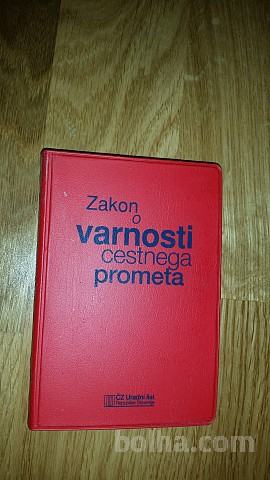 Zakon
o
varnosti
cestnega
prometa
ČZ Uradni list
Republike Slovenije
bolha.com